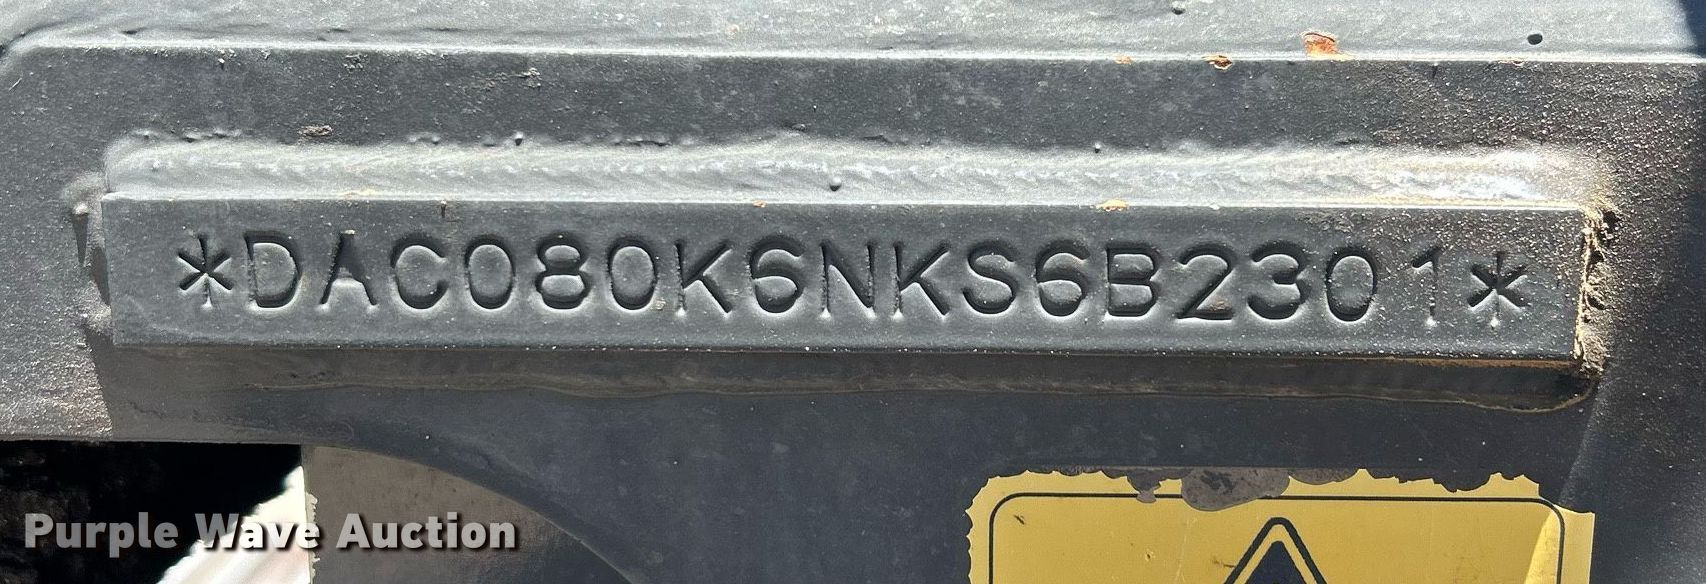 *DAC080K6NKS6B2301*
Purple Wave Auction